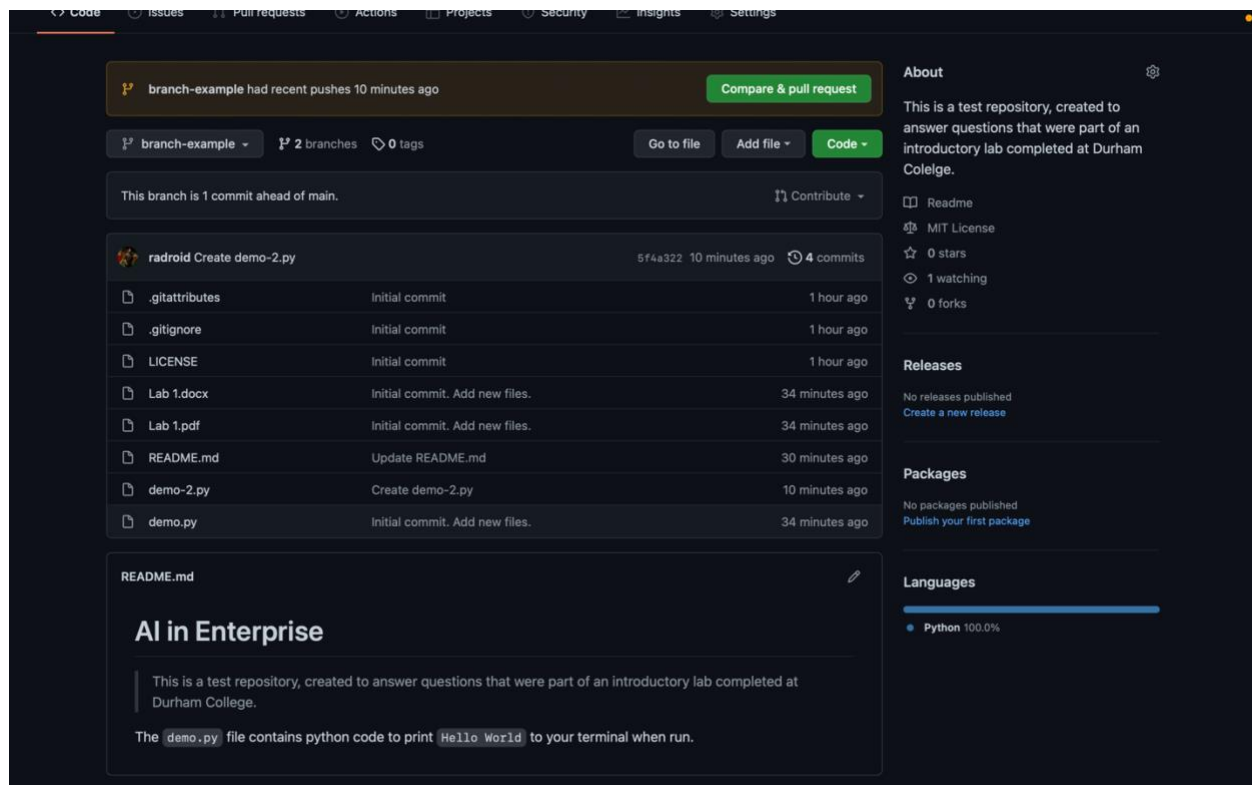 <> Code Issues Pull requests Actions Projects Security Insights Settings
branch-example had recent pushes 10 minutes ago Compare & pull request
branch-example 2 branches 0 tags Go to file Add file Code
This branch is 1 commit ahead of main. Contribute
radroid Create demo-2.py 5f4a322 10 minutes ago 4 commits
.gitattributes Initial commit 1 hour ago
.gitignore Initial commit 1 hour ago
LICENSE Initial commit 1 hour ago
Lab 1.docx Initial commit. Add new files. 34 minutes ago
Lab 1.pdf Initial commit. Add new files. 34 minutes ago
README.md Update README.md 30 minutes ago
demo-2.py Create demo-2.py 10 minutes ago
demo.py Initial commit. Add new files. 34 minutes ago
README.md
AI in Enterprise
This is a test repository, created to answer questions that were part of an introductory lab completed at
Durham College.
The demo.py file contains python code to print Hello World to your terminal when run.
About
This is a test repository, created to
answer questions that were part of an
introductory lab completed at Durham
Colelge.
Readme
MIT License
0 stars
1 watching
0 forks
Releases
No releases published
Create a new release
Packages
No packages published
Publish your first package
Languages
Python 100.0%